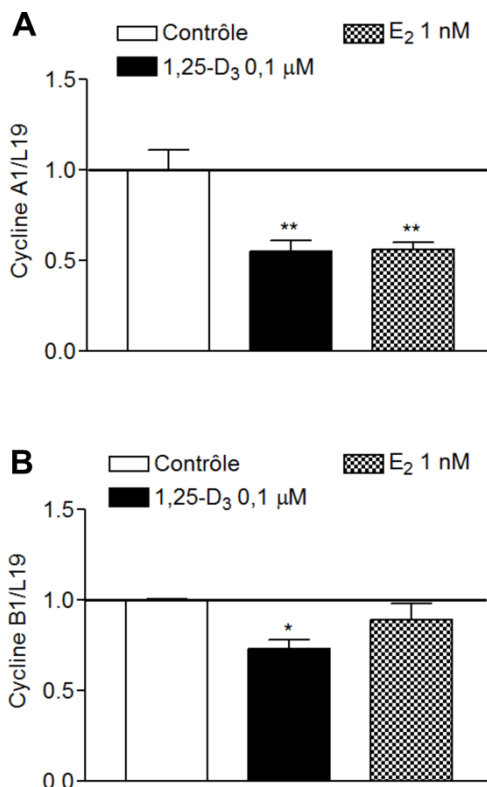 A
Contrôle
E2 1 nM
1,25-D3 0,1 µM
Cycline A1/L19
1.5
1.0
0.5
0.0
**
**
B
Contrôle
E2 1 nM
1,25-D3 0,1 µM
Cycline B1/L19
1.5
1.0
0.5
0.0
*